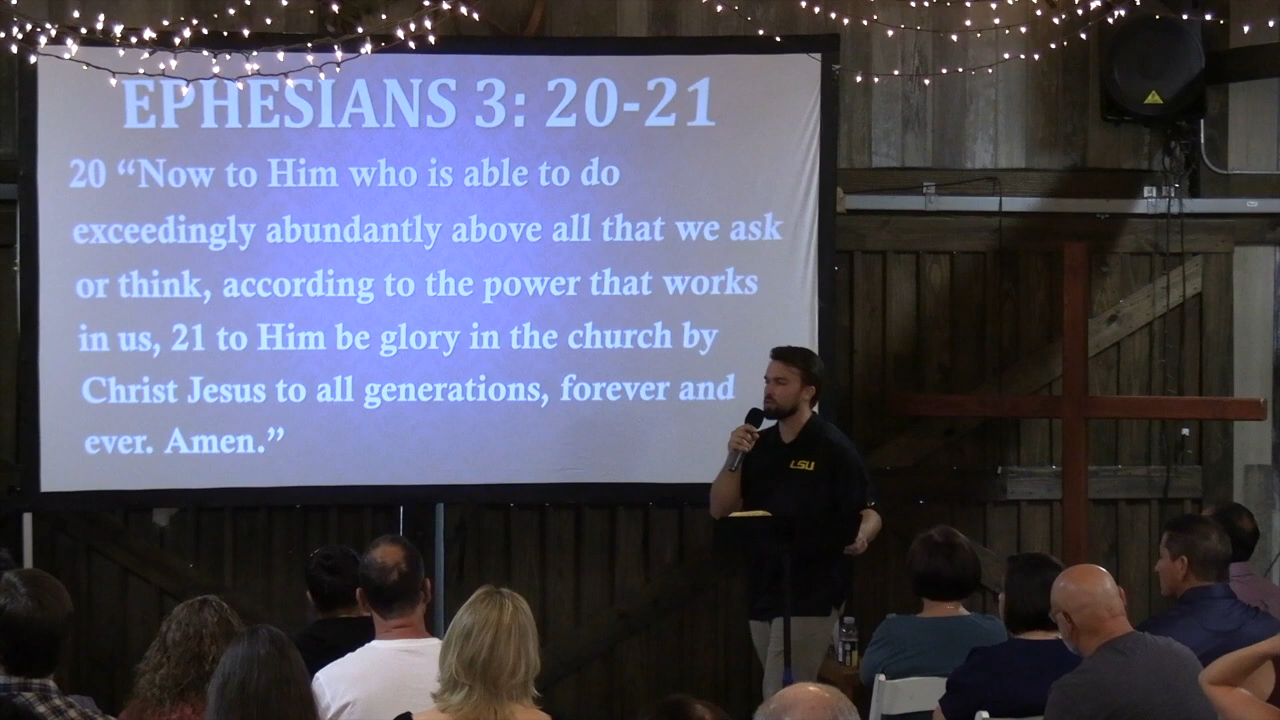 EPHESIANS 3: 20-21
20 “Now to Him who is able to do
exceedingly abundantly above all that we ask
or think, according to the power that works
in us, 21 to Him be glory in the church by
Christ Jesus to all generations, forever and
ever. Amen.”
LSU